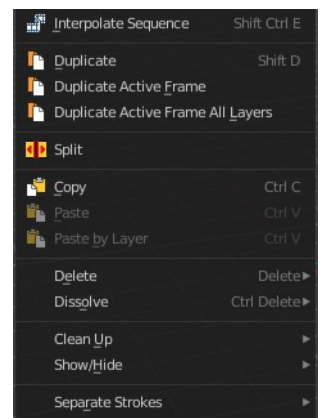 Interpolate Sequence Shift Ctrl E
Duplicate Shift D
Duplicate Active Frame
Duplicate Active Frame All Layers
Split
Copy Ctrl C
Paste Ctrl V
Paste by Layer Ctrl V
Delete Delete
Dissolve Ctrl Delete
Clean Up
Show/Hide
Separate Strokes